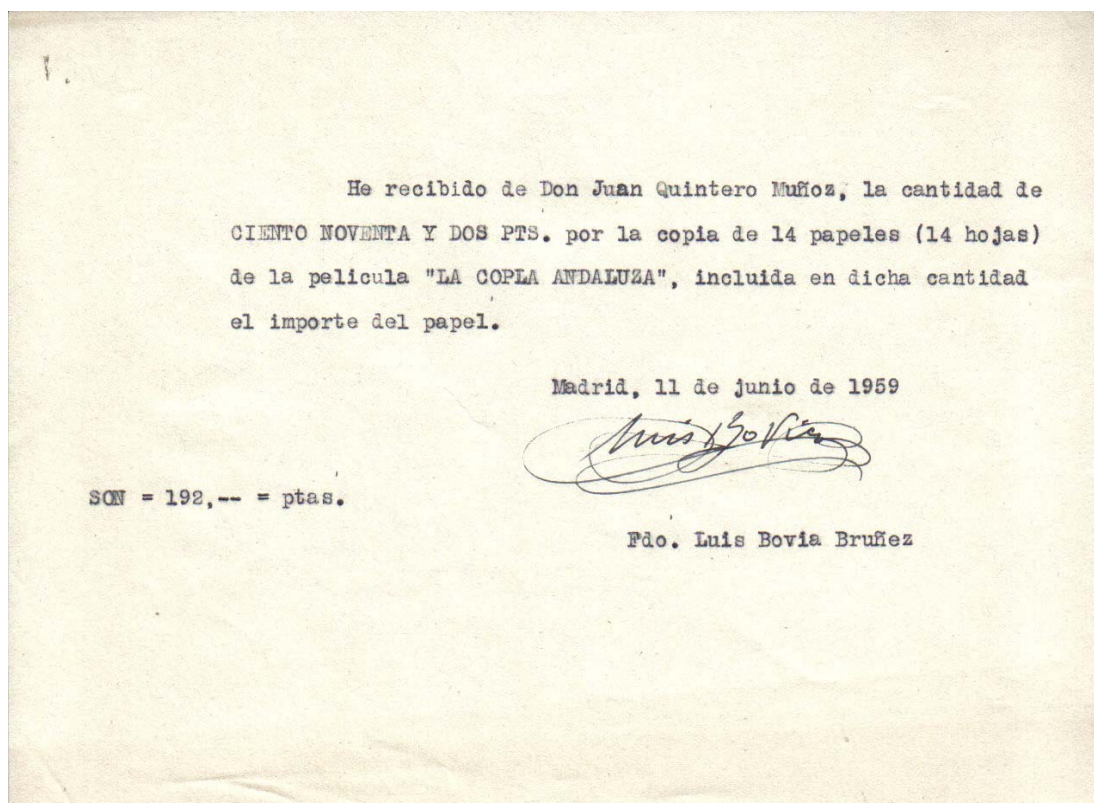 He recibido de Don Juan Quintero Muñoz, la cantidad de
CIENTO NOVENTA Y DOS PTS. por la copia de 14 papeles (14 hojas)
de la pelicula "LA COPLA ANDALUZA", incluida en dicha cantidad
el importe del papel.
Madrid, 11 de junio de 1959
Luis Bovia
SON = 192,-- = ptas.
Fdo. Luis Bovia Bruñez